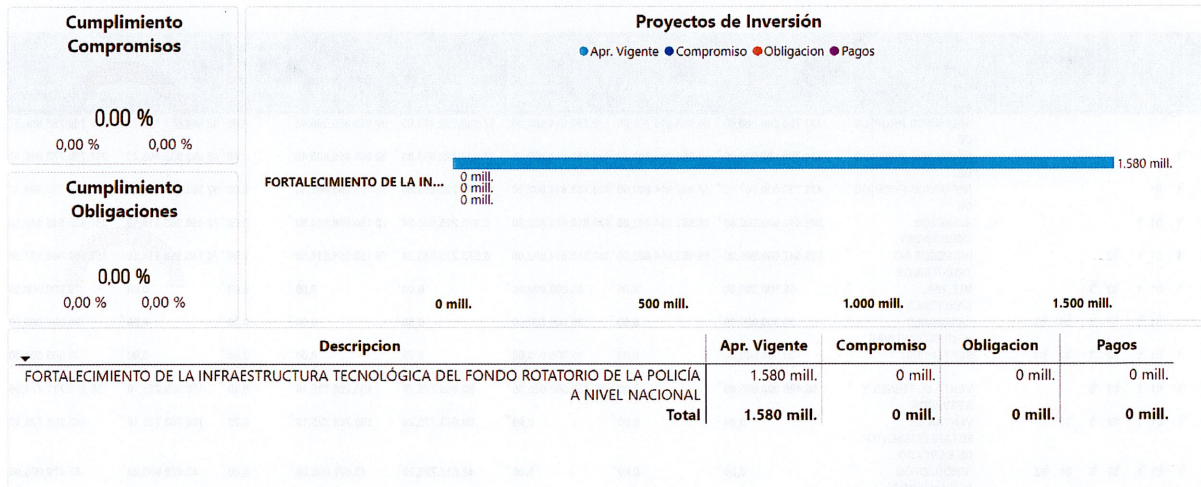 Cumplimiento
Compromisos
0,00 %
0,00 % 0,00 %
Cumplimiento
Obligaciones
0,00 %
0,00 % 0,00 %
Proyectos de Inversión
Apr. Vigente Compromiso Obligacion Pagos
FORTALECIMIENTO DE LA IN...
1.580 mill.
0 mill.
0 mill.
0 mill.
0 mill. 500 mill. 1.000 mill. 1.500 mill.
Descripcion Apr. Vigente Compromiso Obligacion Pagos
FORTALECIMIENTO DE LA INFRAESTRUCTURA TECNOLÓGICA DEL FONDO ROTATORIO DE LA POLICÍA 1.580 mill. 0 mill. 0 mill. 0 mill.
A NIVEL NACIONAL
Total 1.580 mill. 0 mill. 0 mill. 0 mill.